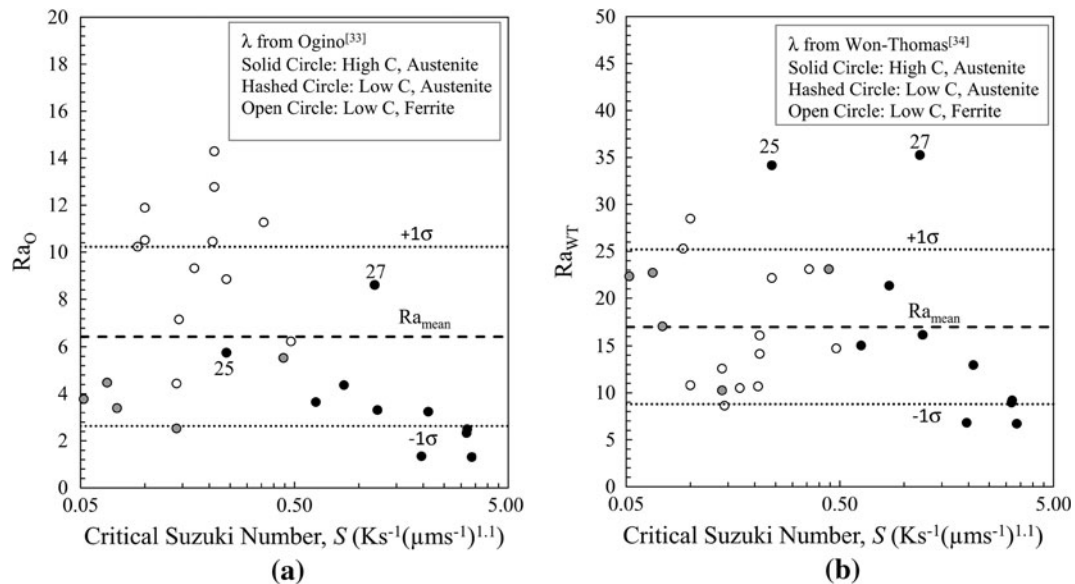 20
18
16
14
12
10
8
6
4
2
0
Ra_O
λ from Ogino[33]
Solid Circle: High C, Austenite
Hashed Circle: Low C, Austenite
Open Circle: Low C, Ferrite
+1σ
27
Ra_mean
25
-1σ
0.05
0.50
5.00
Critical Suzuki Number, S (Ks⁻¹(μms⁻¹)¹·¹)
(a)
50
45
40
35
30
25
20
15
10
5
0
Ra_WT
λ from Won-Thomas[34]
Solid Circle: High C, Austenite
Hashed Circle: Low C, Austenite
Open Circle: Low C, Ferrite
25
27
+1σ
Ra_mean
-1σ
0.05
0.50
5.00
Critical Suzuki Number, S (Ks⁻¹(μms⁻¹)¹·¹)
(b)